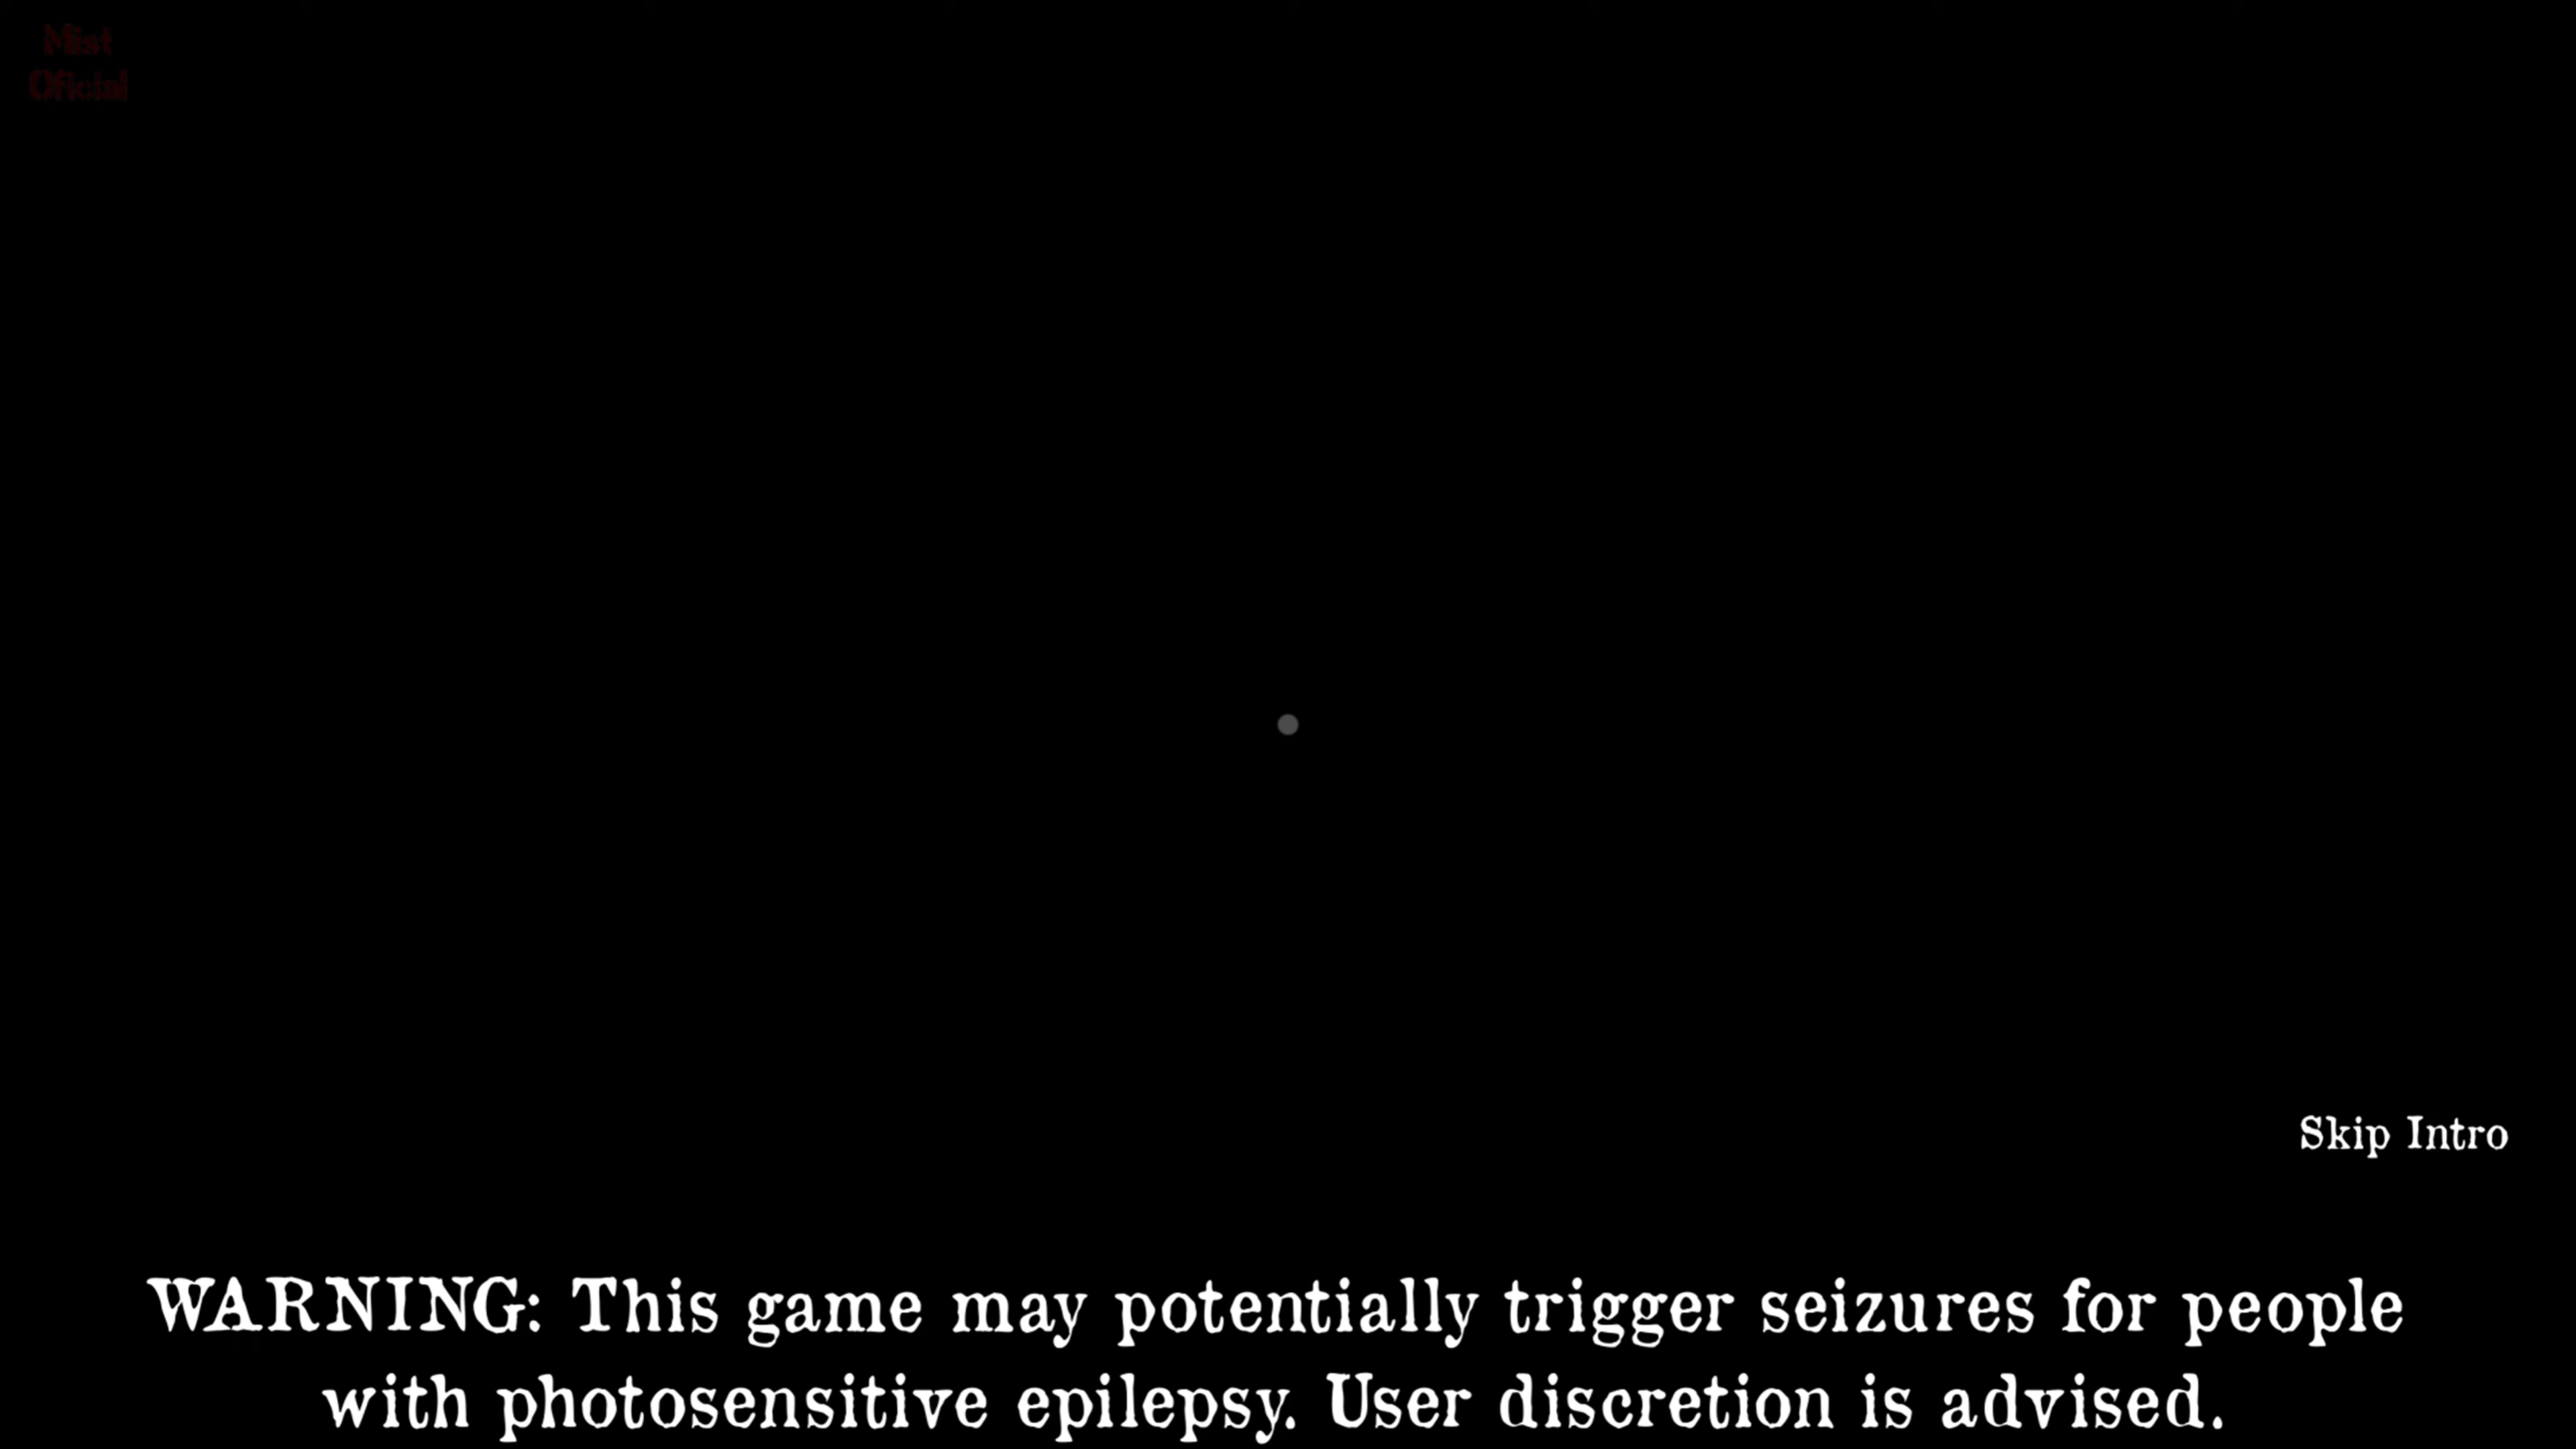 Mist
Oficial
Skip Intro
WARNING: This game may potentially trigger seizures for people
with photosensitive epilepsy. User discretion is advised.